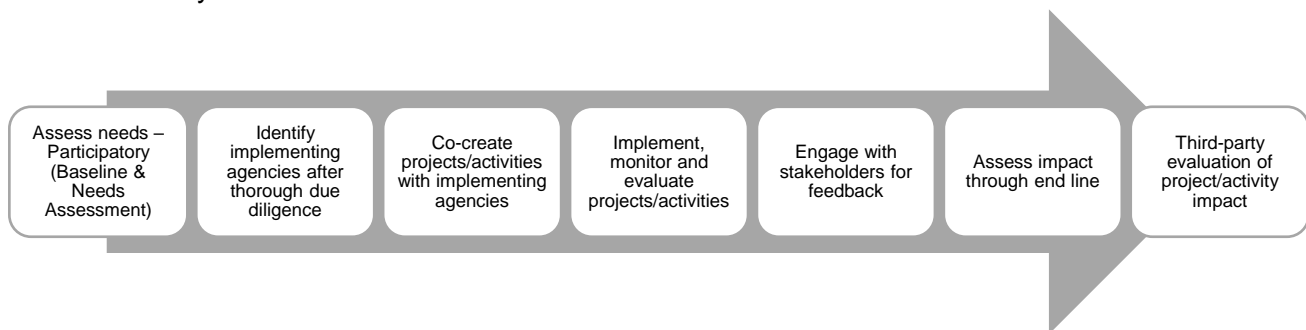 Assess needs –
Participatory
(Baseline &
Needs
Assessment)
Identify
implementing
agencies after
thorough due
diligence
Co-create
projects/activities
with implementing
agencies
Implement,
monitor and
evaluate
projects/activities
Engage with
stakeholders for
feedback
Assess impact
through end line
Third-party
evaluation of
project/activity
impact